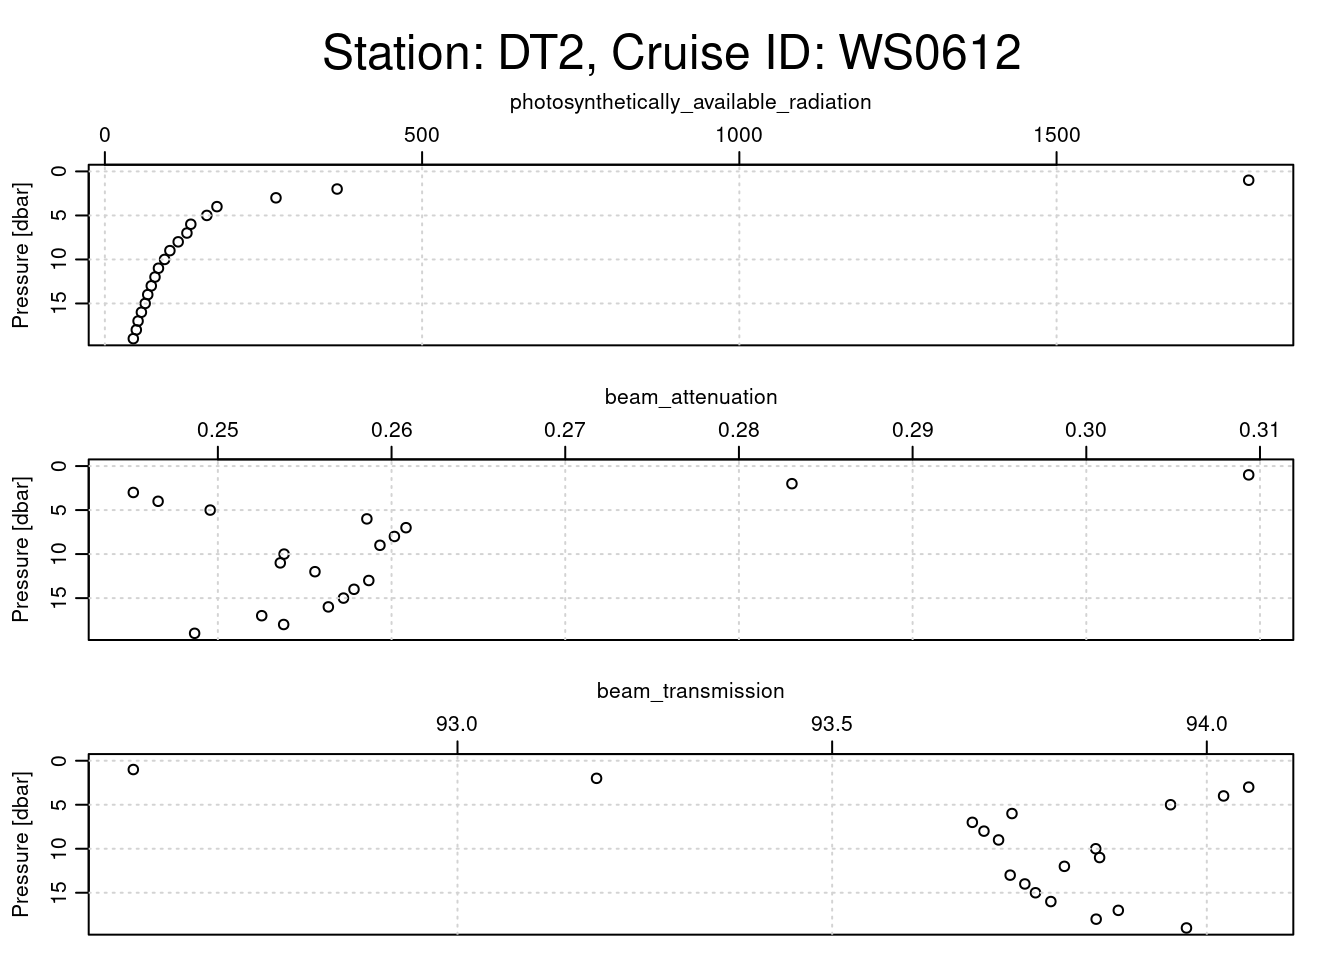 Station: DT2, Cruise ID: WS0612
photosynthetically_available_radiation
0 500 1000 1500
Pressure [dbar]
0
5
10
15
beam_attenuation
0.25 0.26 0.27 0.28 0.29 0.30 0.31
Pressure [dbar]
0
5
10
15
beam_transmission
93.0 93.5 94.0
Pressure [dbar]
0
5
10
15